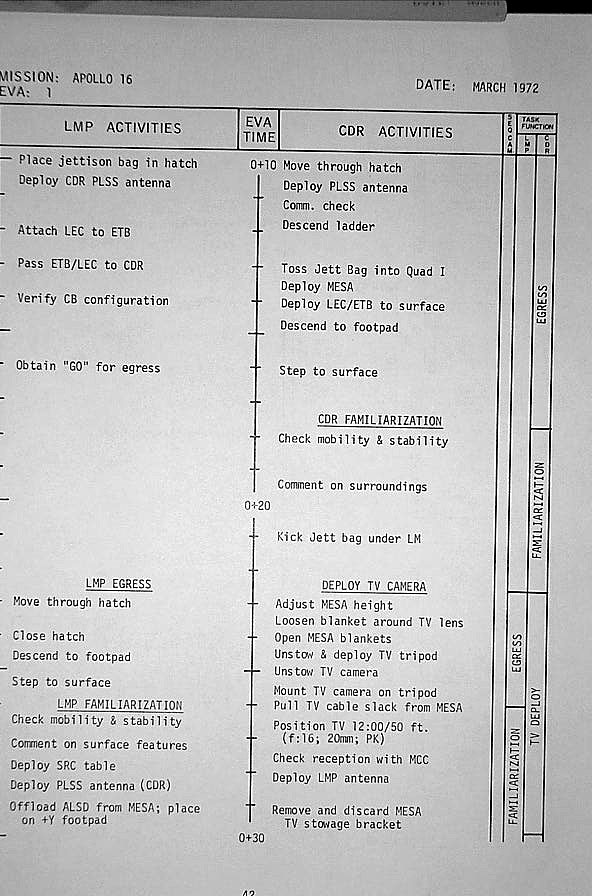 MISSION: APOLLO 16
EVA: 1
DATE: MARCH 1972
LMP ACTIVITIES
EVA TIME
CDR ACTIVITIES
SEQ CAM
TASK FUNCTION
LMP
CDR
Place jettison bag in hatch
Deploy CDR PLSS antenna
Attach LEC to ETB
Pass ETB/LEC to CDR
Verify CB configuration
Obtain "GO" for egress
LMP EGRESS
Move through hatch
Close hatch
Descend to footpad
Step to surface
LMP FAMILIARIZATION
Check mobility & stability
Comment on surface features
Deploy SRC table
Deploy PLSS antenna (CDR)
Offload ALSD from MESA; place
on +Y footpad
0+10
0+20
0+30
Move through hatch
Deploy PLSS antenna
Comm. check
Descend ladder
Toss Jett Bag into Quad I
Deploy MESA
Deploy LEC/ETB to surface
Descend to footpad
Step to surface
CDR FAMILIARIZATION
Check mobility & stability
Comment on surroundings
Kick Jett bag under LM
DEPLOY TV CAMERA
Adjust MESA height
Loosen blanket around TV lens
Open MESA blankets
Unstow & deploy TV tripod
Unstow TV camera
Mount TV camera on tripod
Pull TV cable slack from MESA
Position TV 12:00/50 ft.
(f:16; 20mm; PK)
Check reception with MCC
Deploy LMP antenna
Remove and discard MESA
TV stowage bracket
EGRESS
FAMILIARIZATION
EGRESS
TV DEPLOY
FAMILIARIZATION